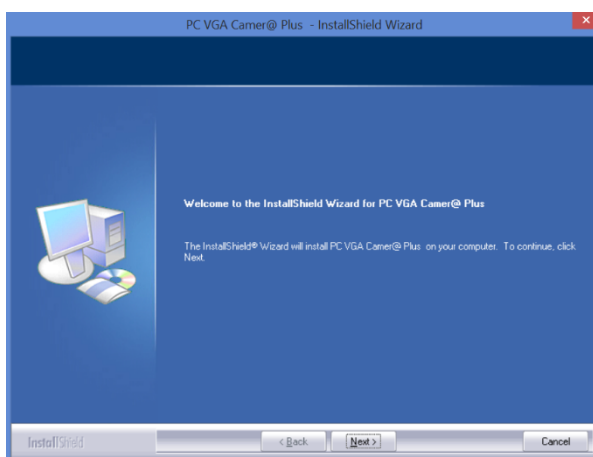 PC VGA Camer@ Plus - InstallShield Wizard
Welcome to the InstallShield Wizard for PC VGA Camer@ Plus
The InstallShield® Wizard will install PC VGA Camer@ Plus on your computer. To continue, click
Next.
InstallShield
< Back
Next >
Cancel